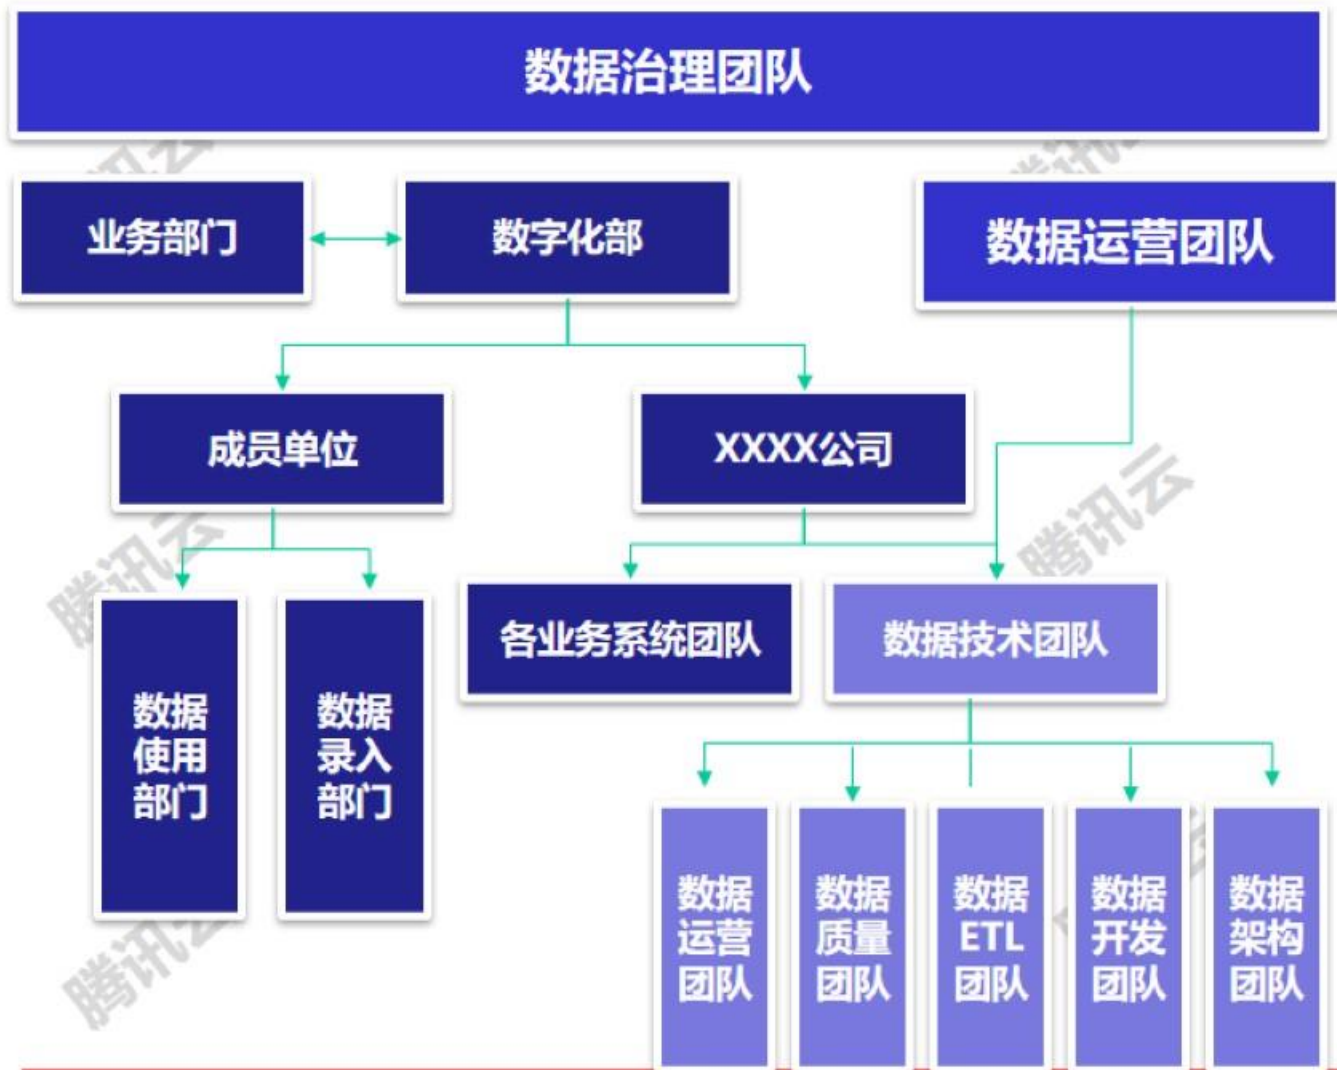 数据治理团队
业务部门
数字化部
数据运营团队
成员单位
XXXX公司
各业务系统团队
数据技术团队
数据
使用
部门
数据
录入
部门
数据
运营
团队
数据
质量
团队
数据
ETL
团队
数据
开发
团队
数据
架构
团队
腾讯云
腾讯云
腾讯云